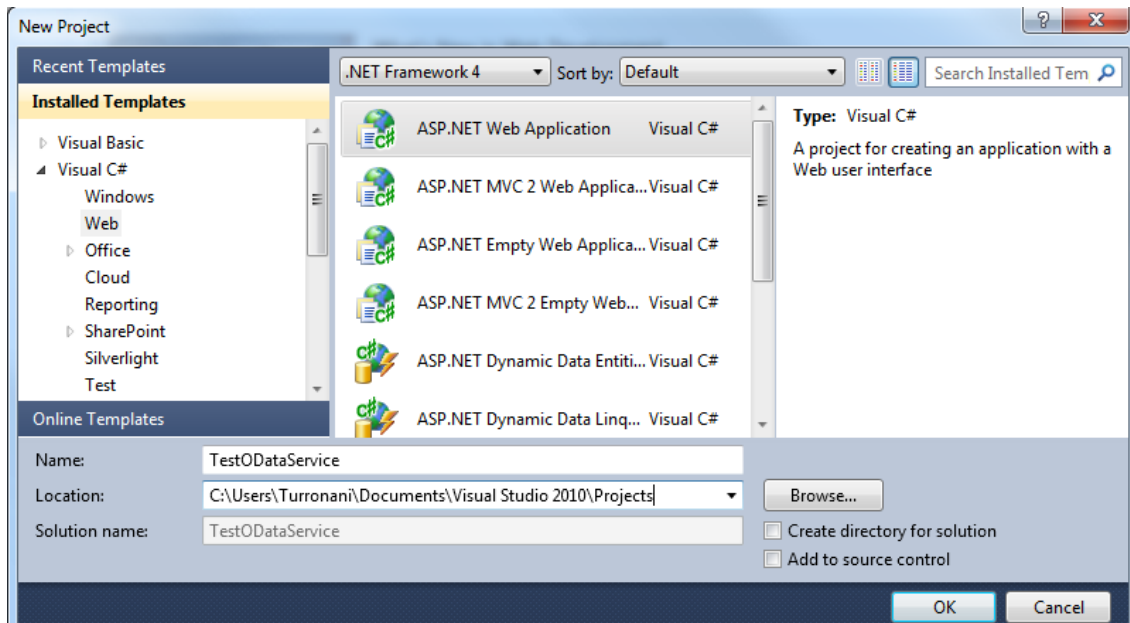 New Project
Recent Templates
Installed Templates
Visual Basic
Visual C#
Windows
Web
Office
Cloud
Reporting
SharePoint
Silverlight
Test
Online Templates
.NET Framework 4 Sort by: Default Search Installed Tem
ASP.NET Web Application Visual C#
ASP.NET MVC 2 Web Applica... Visual C#
ASP.NET Empty Web Applica... Visual C#
ASP.NET MVC 2 Empty Web... Visual C#
ASP.NET Dynamic Data Entiti... Visual C#
ASP.NET Dynamic Data Linq... Visual C#
Type: Visual C#
A project for creating an application with a
Web user interface
Name: TestODataService
Location: C:\Users\Turronani\Documents\Visual Studio 2010\Projects Browse...
Solution name: TestODataService
Create directory for solution
Add to source control
OK Cancel